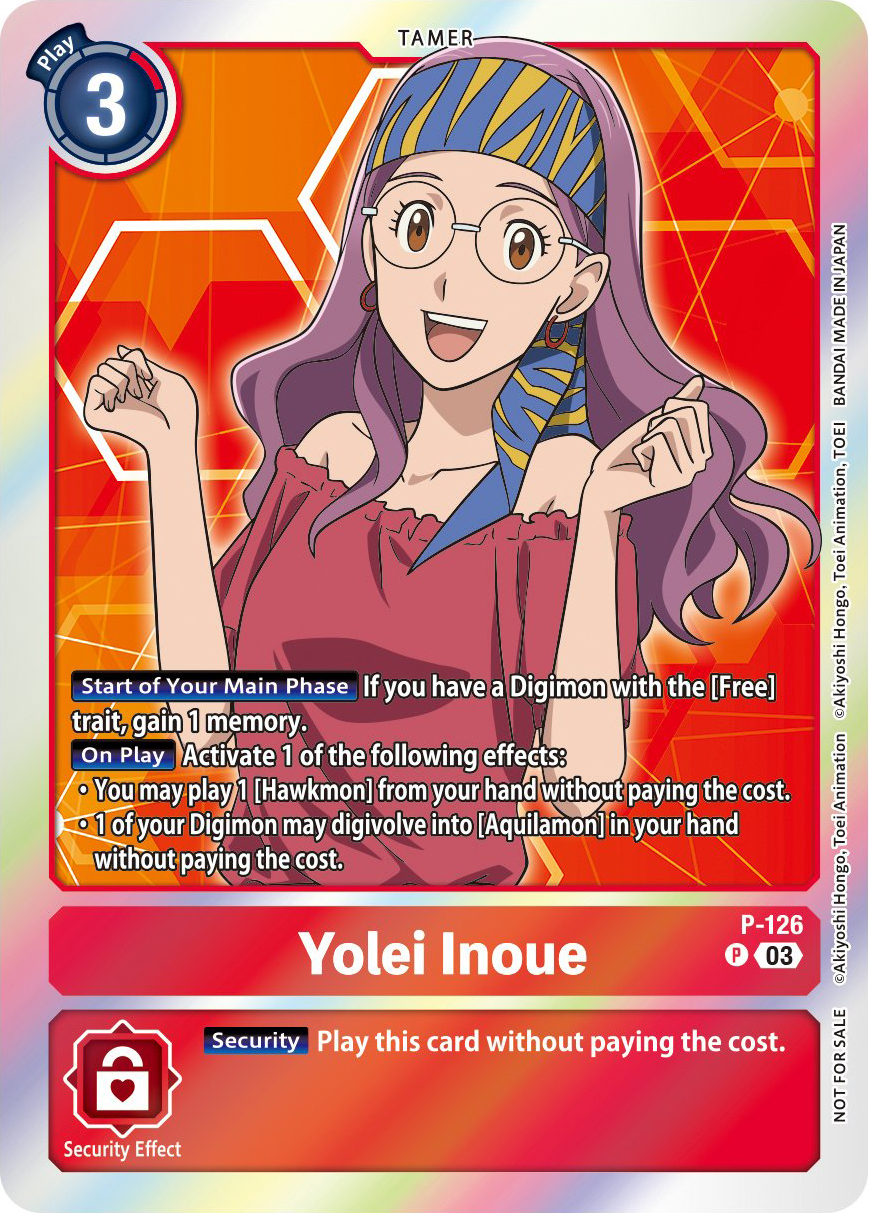 TAMER
Play
3
Start of Your Main Phase If you have a Digimon with the [Free]
trait, gain 1 memory.
On Play Activate 1 of the following effects:
・You may play 1 [Hawkmon] from your hand without paying the cost.
・1 of your Digimon may digivolve into [Aquilamon] in your hand
without paying the cost.
Yolei Inoue
P-126
P 03
Security Play this card without paying the cost.
Security Effect
©Akiyoshi Hongo, Toei Animation, TOEI BANDAI MADE IN JAPAN
NOT FOR SALE ©Akiyoshi Hongo, Toei Animation